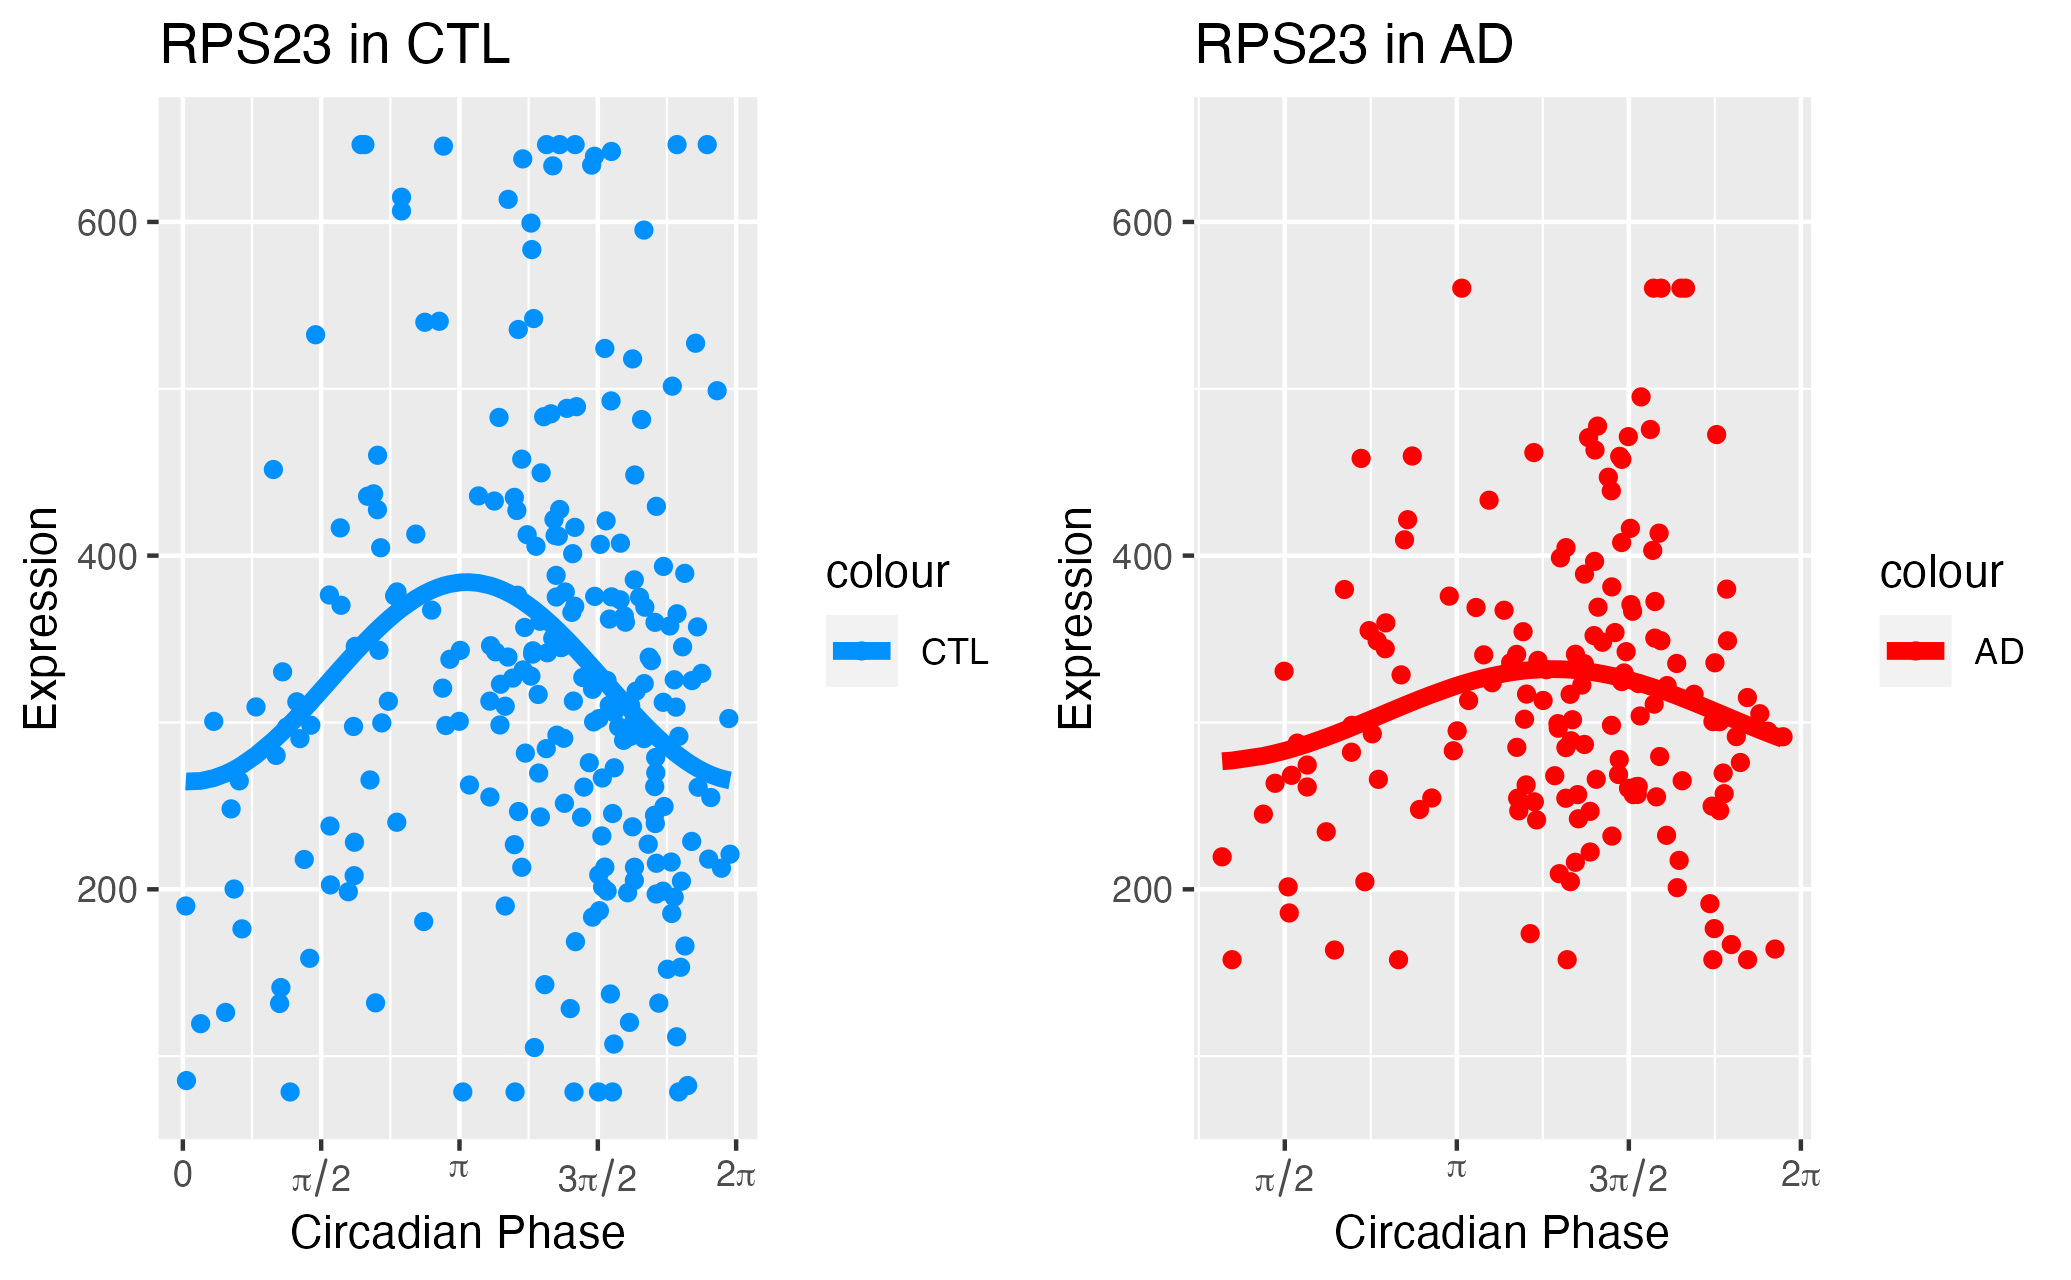 RPS23 in CTL
600
400
200
Expression
0
π/2
π
3π/2
2π
Circadian Phase
colour
CTL
RPS23 in AD
600
400
200
Expression
π/2
π
3π/2
2π
Circadian Phase
colour
AD